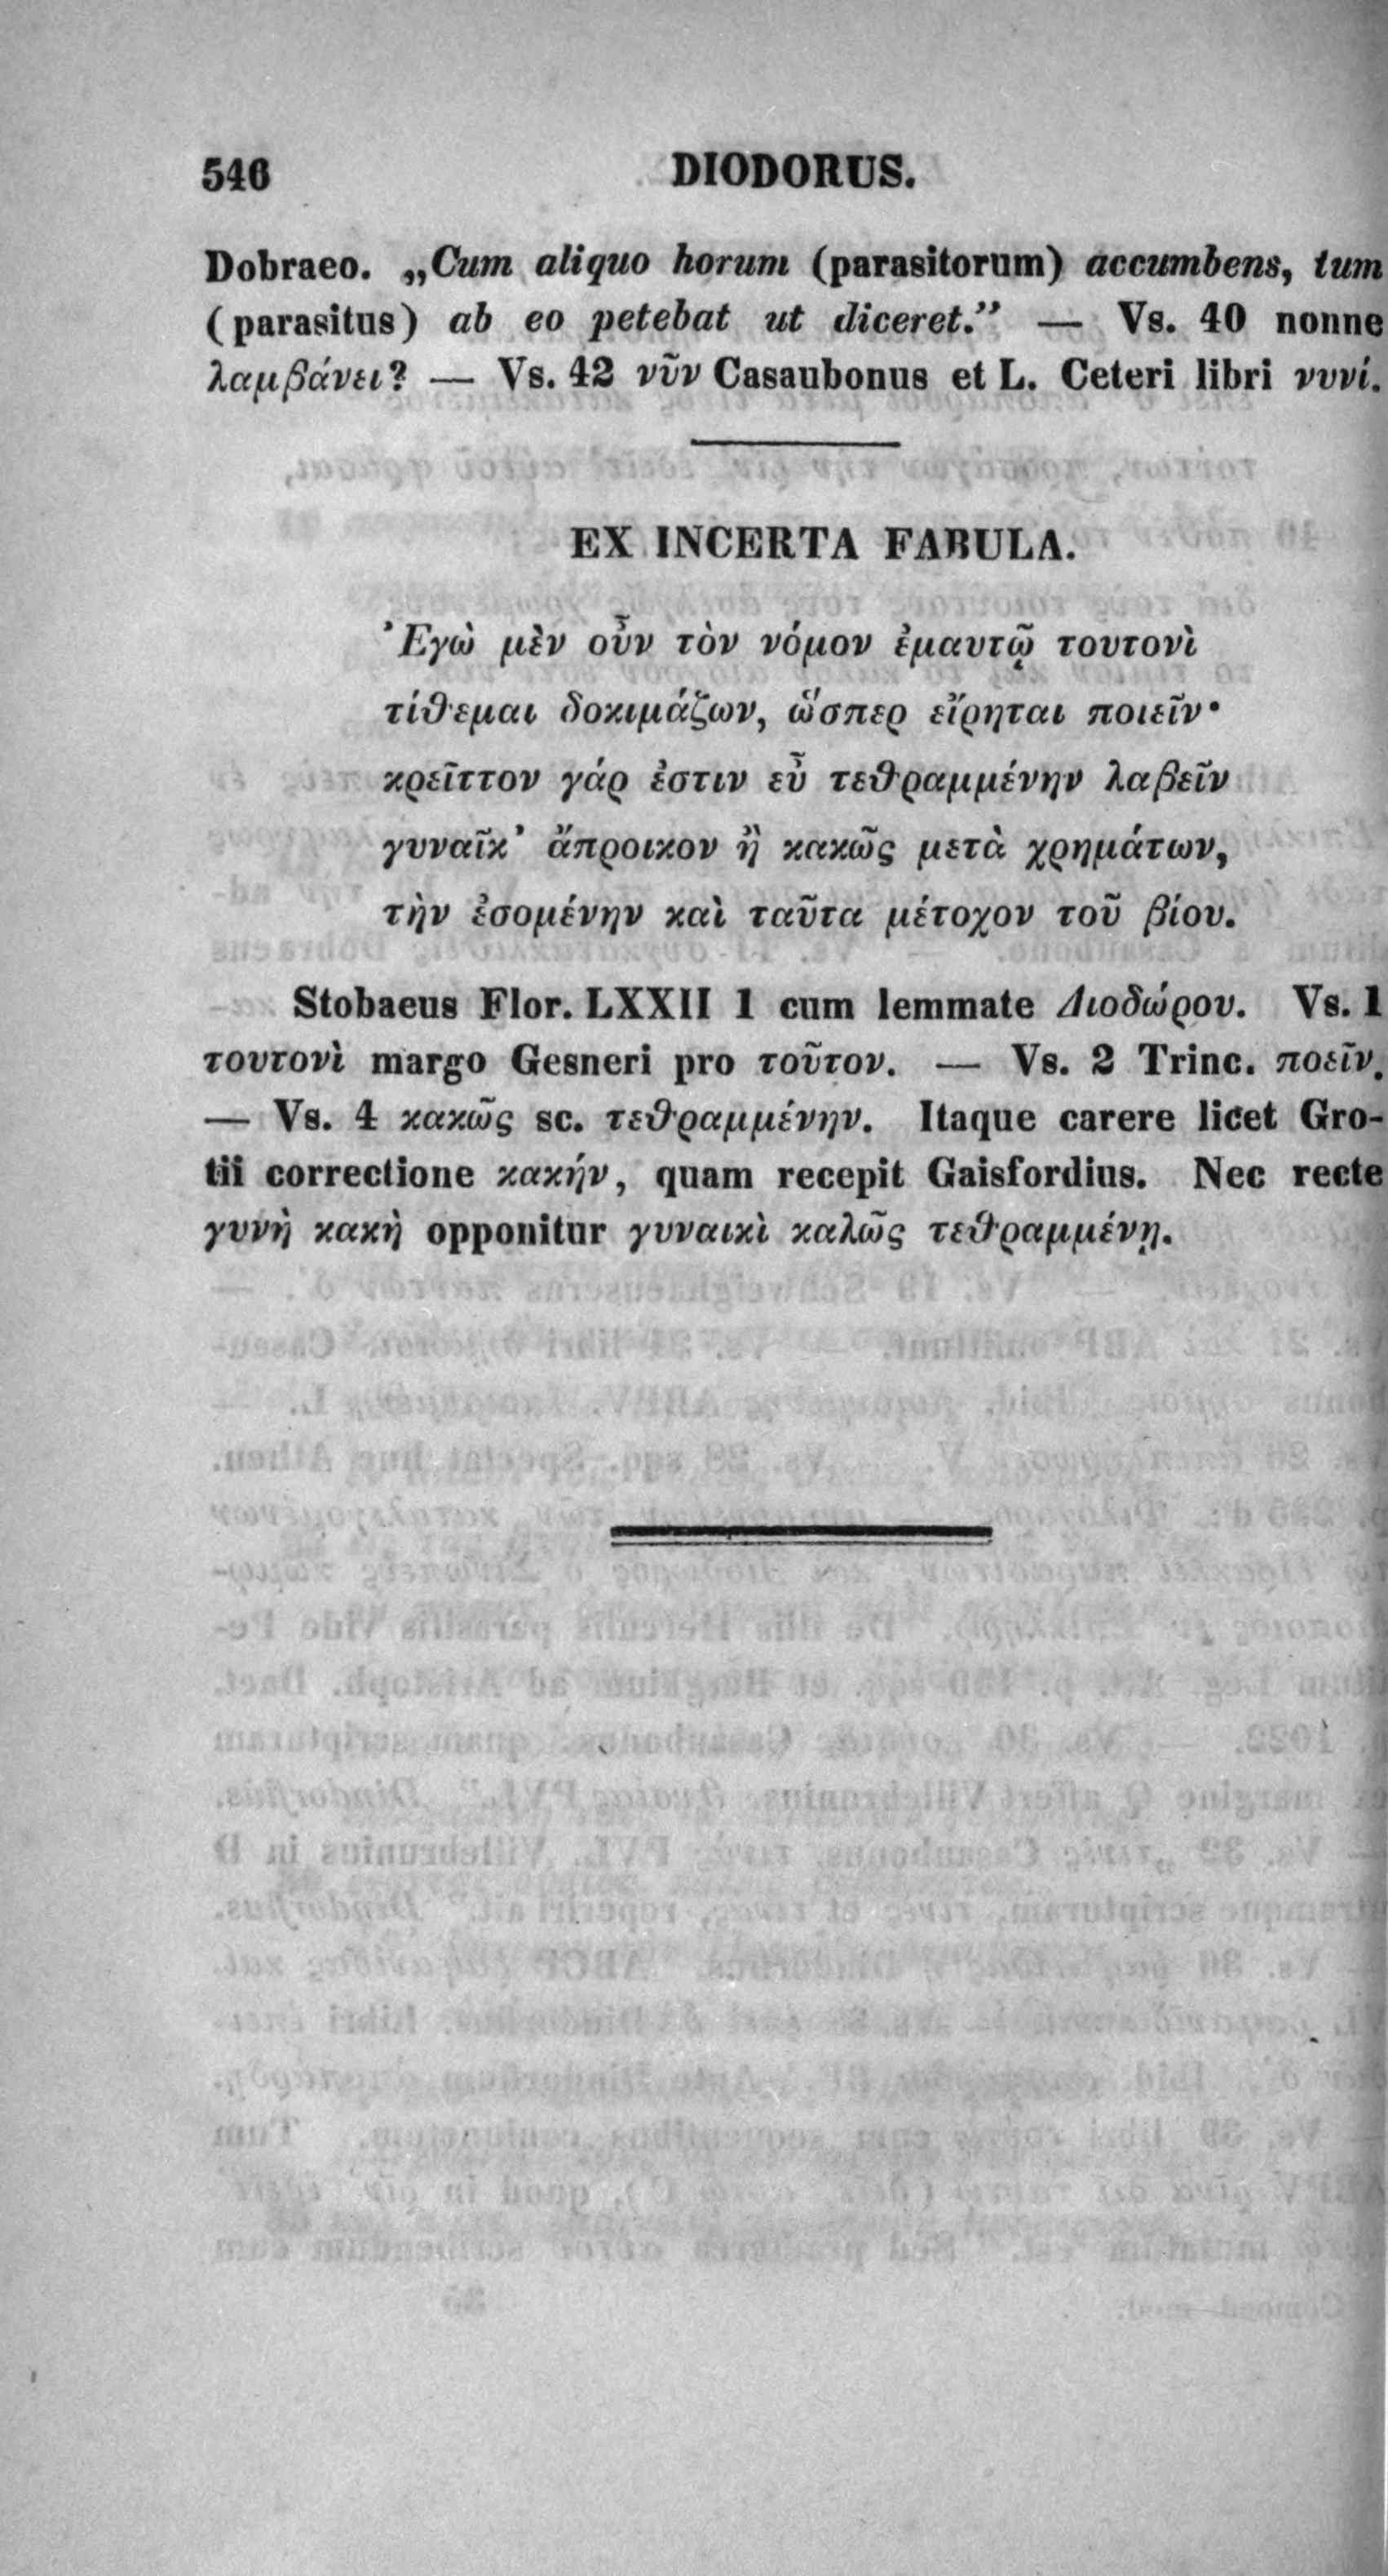 546 DIODORUS.
Dobraeo. „Cum aliquo horum (parasitorum) accumbens, tum
(parasitus) ab eo petebat ut diceret.” — Vs. 40 nonne
λαμβάνει? — Vs. 42 νῦν Casaubonus et L. Ceteri libri νυνί.
EX INCERTA FABULA.
Ἐγὼ μὲν οὖν τὸν νόμον ἐμαυτῷ τουτονὶ
τίθεμαι δοκιμάζων, ὥσπερ εἴρηται ποιεῖν·
κρεῖττον γάρ ἐστιν εὖ τεθραμμένην λαβεῖν
γυναῖκ’ ἄπροικον ἢ κακῶς μετὰ χρημάτων,
τὴν ἐσομένην καὶ ταῦτα μέτοχον τοῦ βίου.
Stobaeus Flor. LXXII 1 cum lemmate Διοδώρου. Vs. 1
τουτονὶ margo Gesneri pro τοῦτον. — Vs. 2 Trinc. ποεῖν.
— Vs. 4 κακῶς sc. τεθραμμένην. Itaque carere licet Gro-
tii correctione κακήν, quam recepit Gaisfordius. Nec recte
γυνὴ κακὴ opponitur γυναικὶ καλῶς τεθραμμένῃ.